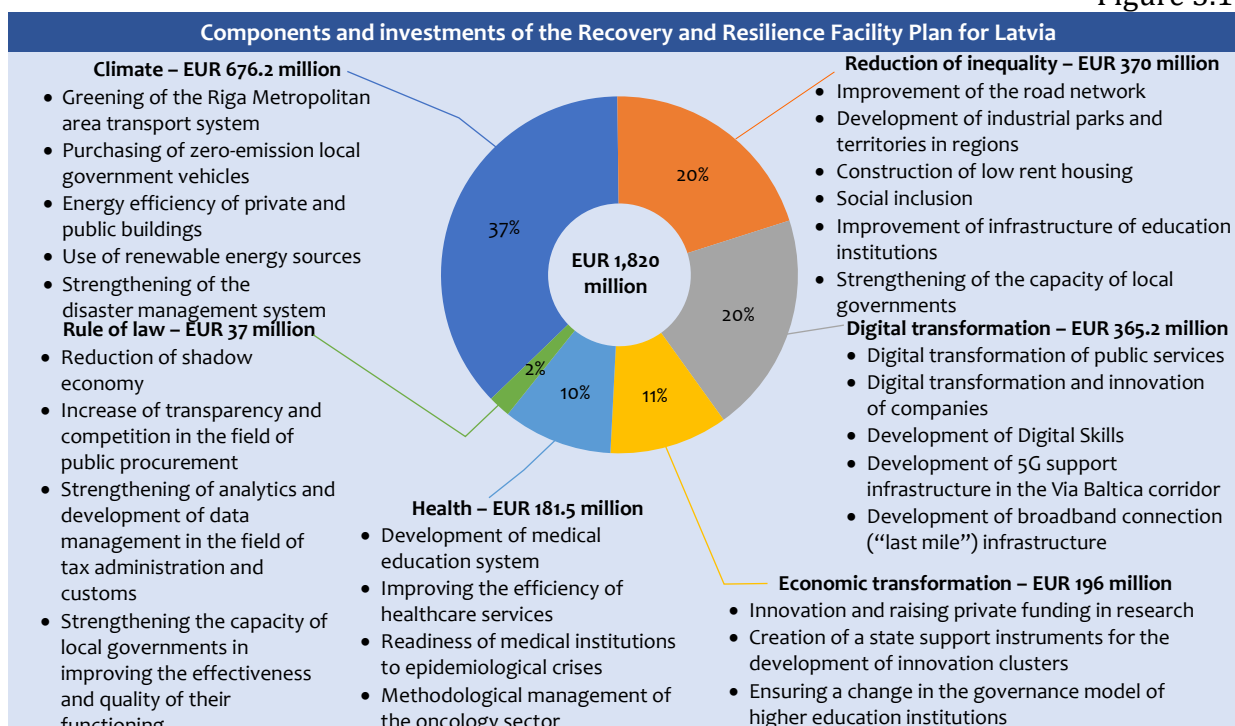 Components and investments of the Recovery and Resilience Facility Plan for Latvia
Climate – EUR 676.2 million
• Greening of the Riga Metropolitan
area transport system
• Purchasing of zero-emission local
government vehicles
• Energy efficiency of private and
public buildings
• Use of renewable energy sources
• Strengthening of the
disaster management system
Rule of law – EUR 37 million
• Reduction of shadow
economy
• Increase of transparency and
competition in the field of
public procurement
• Strengthening of analytics and
development of data
management in the field of
tax administration and
customs
• Strengthening the capacity of
local governments in
improving the effectiveness
and quality of their
functioning
37%
20%
20%
11%
10%
2%
EUR 1,820
million
Health – EUR 181.5 million
• Development of medical
education system
• Improving the efficiency of
healthcare services
• Readiness of medical institutions
to epidemiological crises
• Methodological management of
the oncology sector
Reduction of inequality – EUR 370 million
• Improvement of the road network
• Development of industrial parks and
territories in regions
• Construction of low rent housing
• Social inclusion
• Improvement of infrastructure of education
institutions
• Strengthening of the capacity of local
governments
Digital transformation – EUR 365.2 million
• Digital transformation of public services
• Digital transformation and innovation
of companies
• Development of Digital Skills
• Development of 5G support
infrastructure in the Via Baltica corridor
• Development of broadband connection
(“last mile”) infrastructure
Economic transformation – EUR 196 million
• Innovation and raising private funding in research
• Creation of a state support instruments for the
development of innovation clusters
• Ensuring a change in the governance model of
higher education institutions